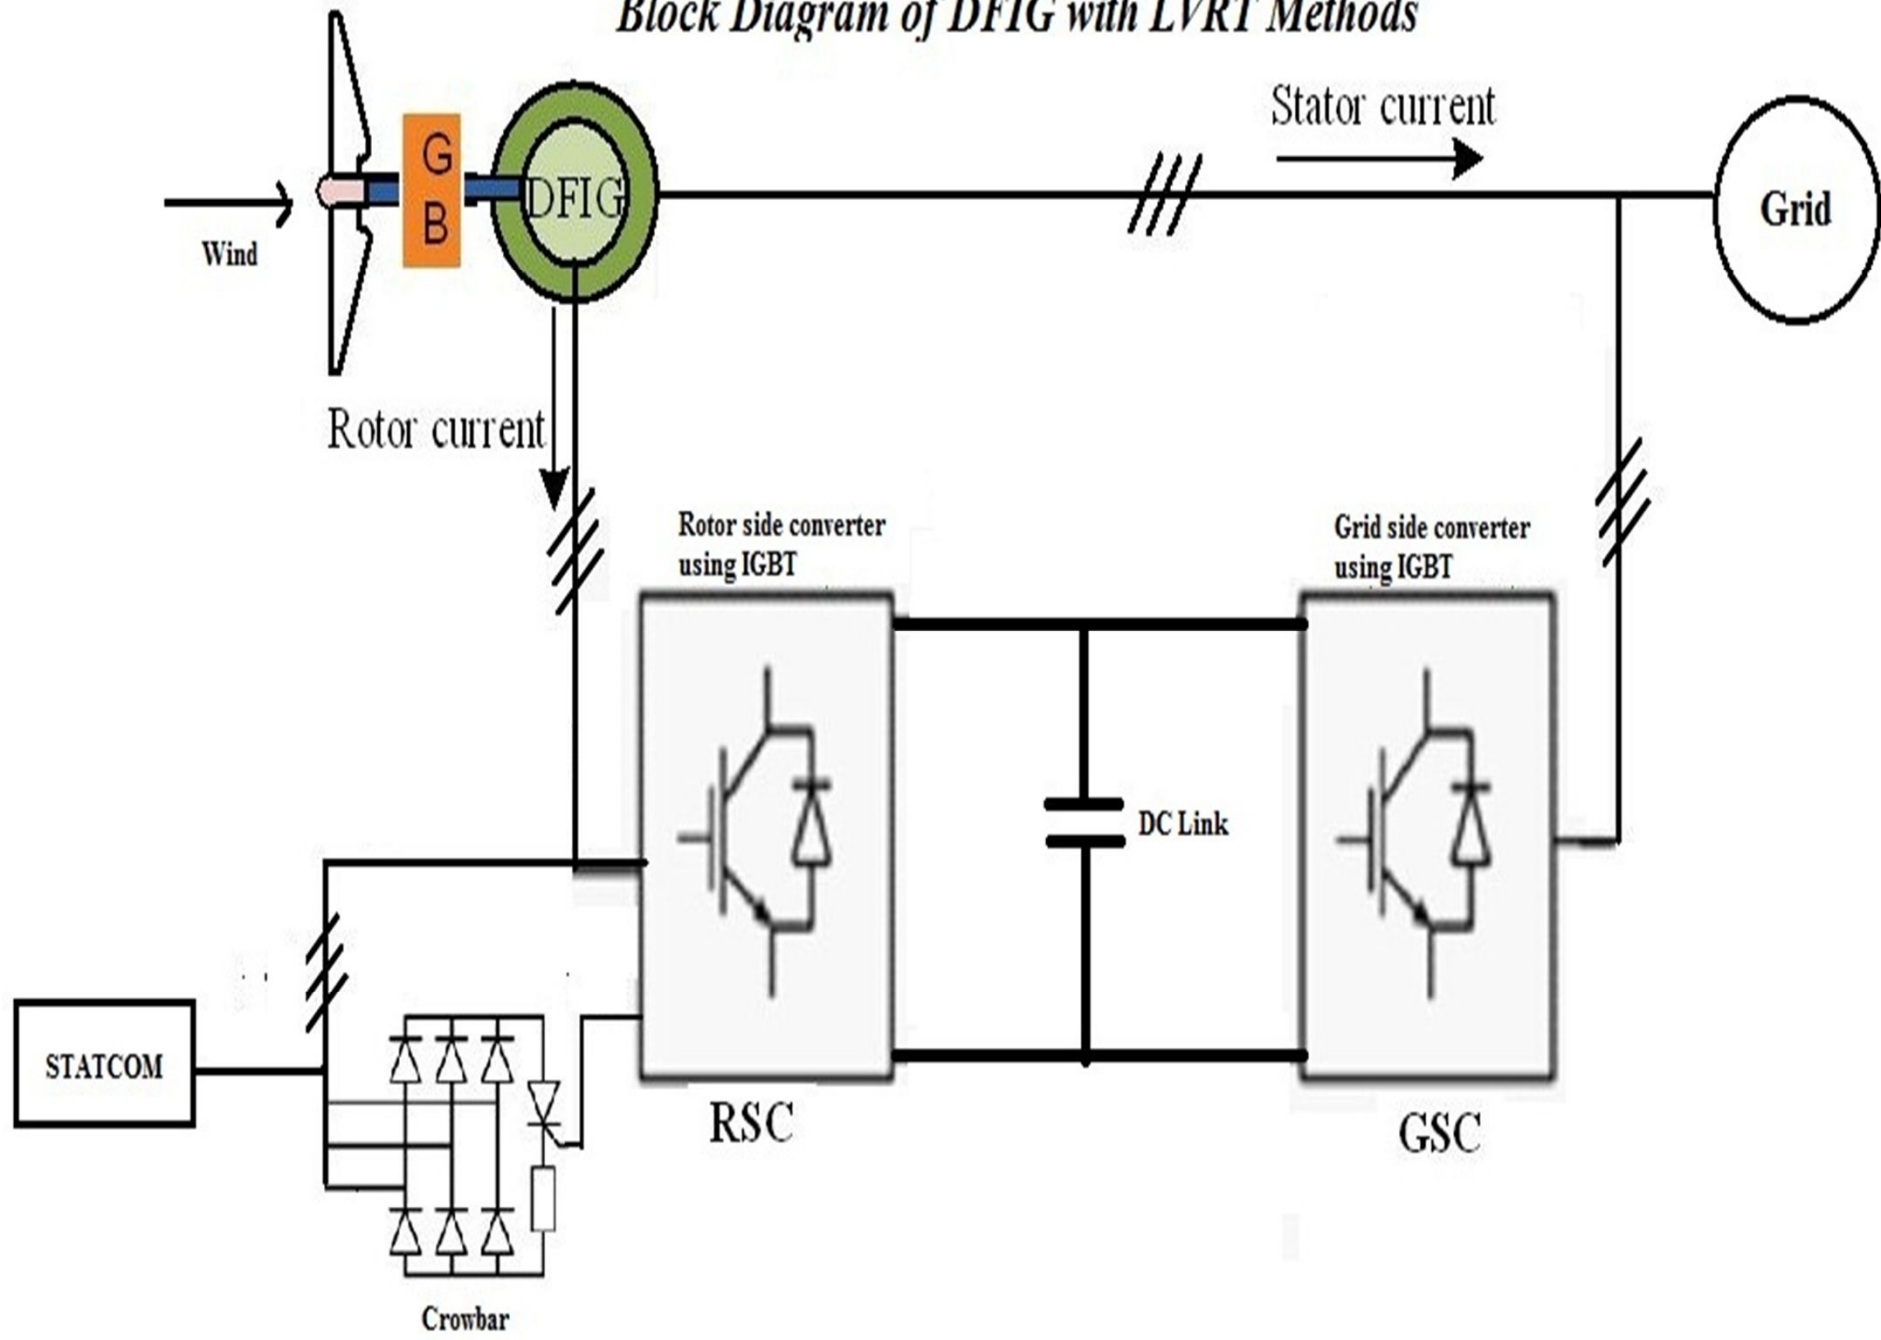 Block Diagram of DFIG with LVRT Methods
Stator current
G
B
DFIG
Grid
Wind
Rotor current
Rotor side converter
using IGBT
Grid side converter
using IGBT
DC Link
STATCOM
RSC
GSC
Crowbar